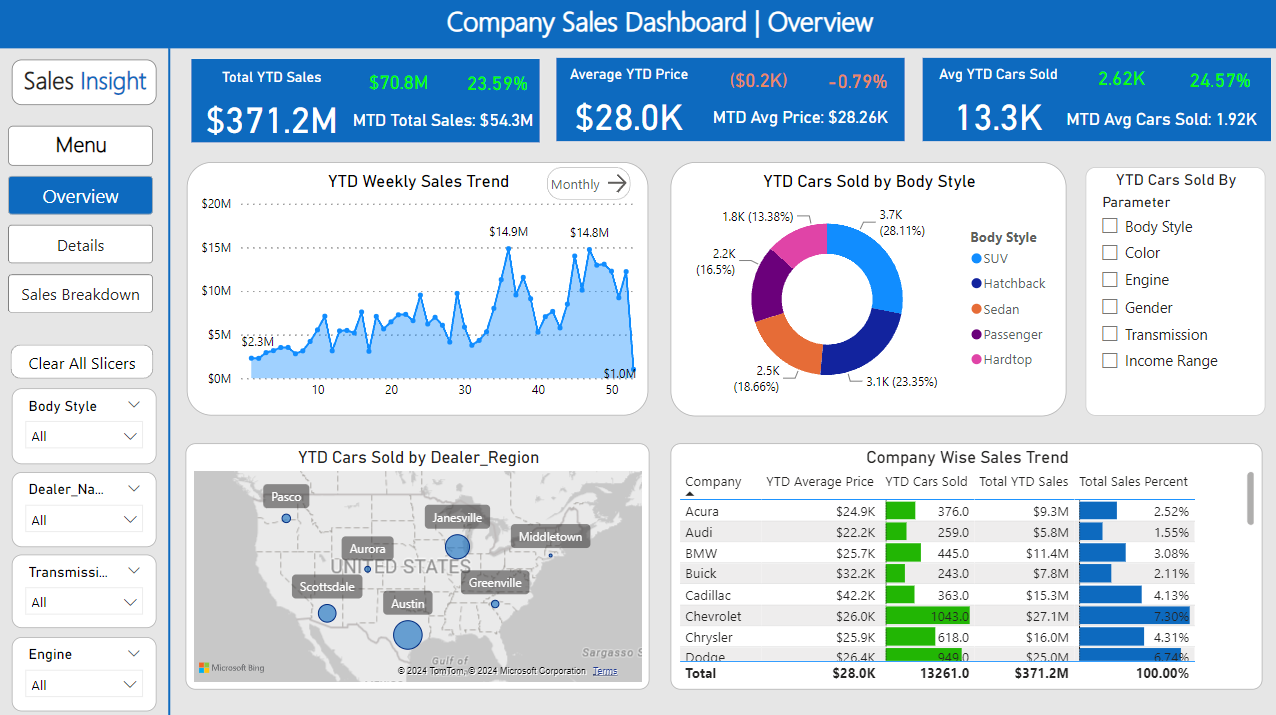 Company Sales Dashboard | Overview
Sales Insight
Menu
Overview
Details
Sales Breakdown
Clear All Slicers
Body Style
All
Dealer_Na...
All
Transmissi...
All
Engine
All
Total YTD Sales
$70.8M
23.59%
$371.2M
MTD Total Sales: $54.3M
Average YTD Price
($0.2K)
-0.79%
$28.0K
MTD Avg Price: $28.26K
Avg YTD Cars Sold
2.62K
24.57%
13.3K
MTD Avg Cars Sold: 1.92K
YTD Weekly Sales Trend
Monthly
$20M
$15M
$10M
$5M
$0M
$2.3M
$14.9M
$14.8M
$1.0M
10 20 30 40 50
YTD Cars Sold by Body Style
1.8K (13.38%)
3.7K
(28.11%)
2.2K
(16.5%)
2.5K
(18.66%)
3.1K (23.35%)
Body Style
SUV
Hatchback
Sedan
Passenger
Hardtop
YTD Cars Sold By
Parameter
Body Style
Color
Engine
Gender
Transmission
Income Range
YTD Cars Sold by Dealer_Region
Pasco
Janesville
Middletown
Aurora
UNITED STATES
Scottsdale
Greenville
Austin
Gulf of
Sargasso S
Microsoft Bing
© 2024 TomTom, © 2024 Microsoft Corporation Terms
Company Wise Sales Trend
Company YTD Average Price YTD Cars Sold Total YTD Sales Total Sales Percent
Acura $24.9K 376.0 $9.3M 2.52%
Audi $22.2K 259.0 $5.8M 1.55%
BMW $25.7K 445.0 $11.4M 3.08%
Buick $32.2K 243.0 $7.8M 2.11%
Cadillac $42.2K 363.0 $15.3M 4.13%
Chevrolet $26.0K 1043.0 $27.1M 7.30%
Chrysler $25.9K 618.0 $16.0M 4.31%
Dodge $26.4K 949.0 $25.0M 6.74%
Total $28.0K 13261.0 $371.2M 100.00%